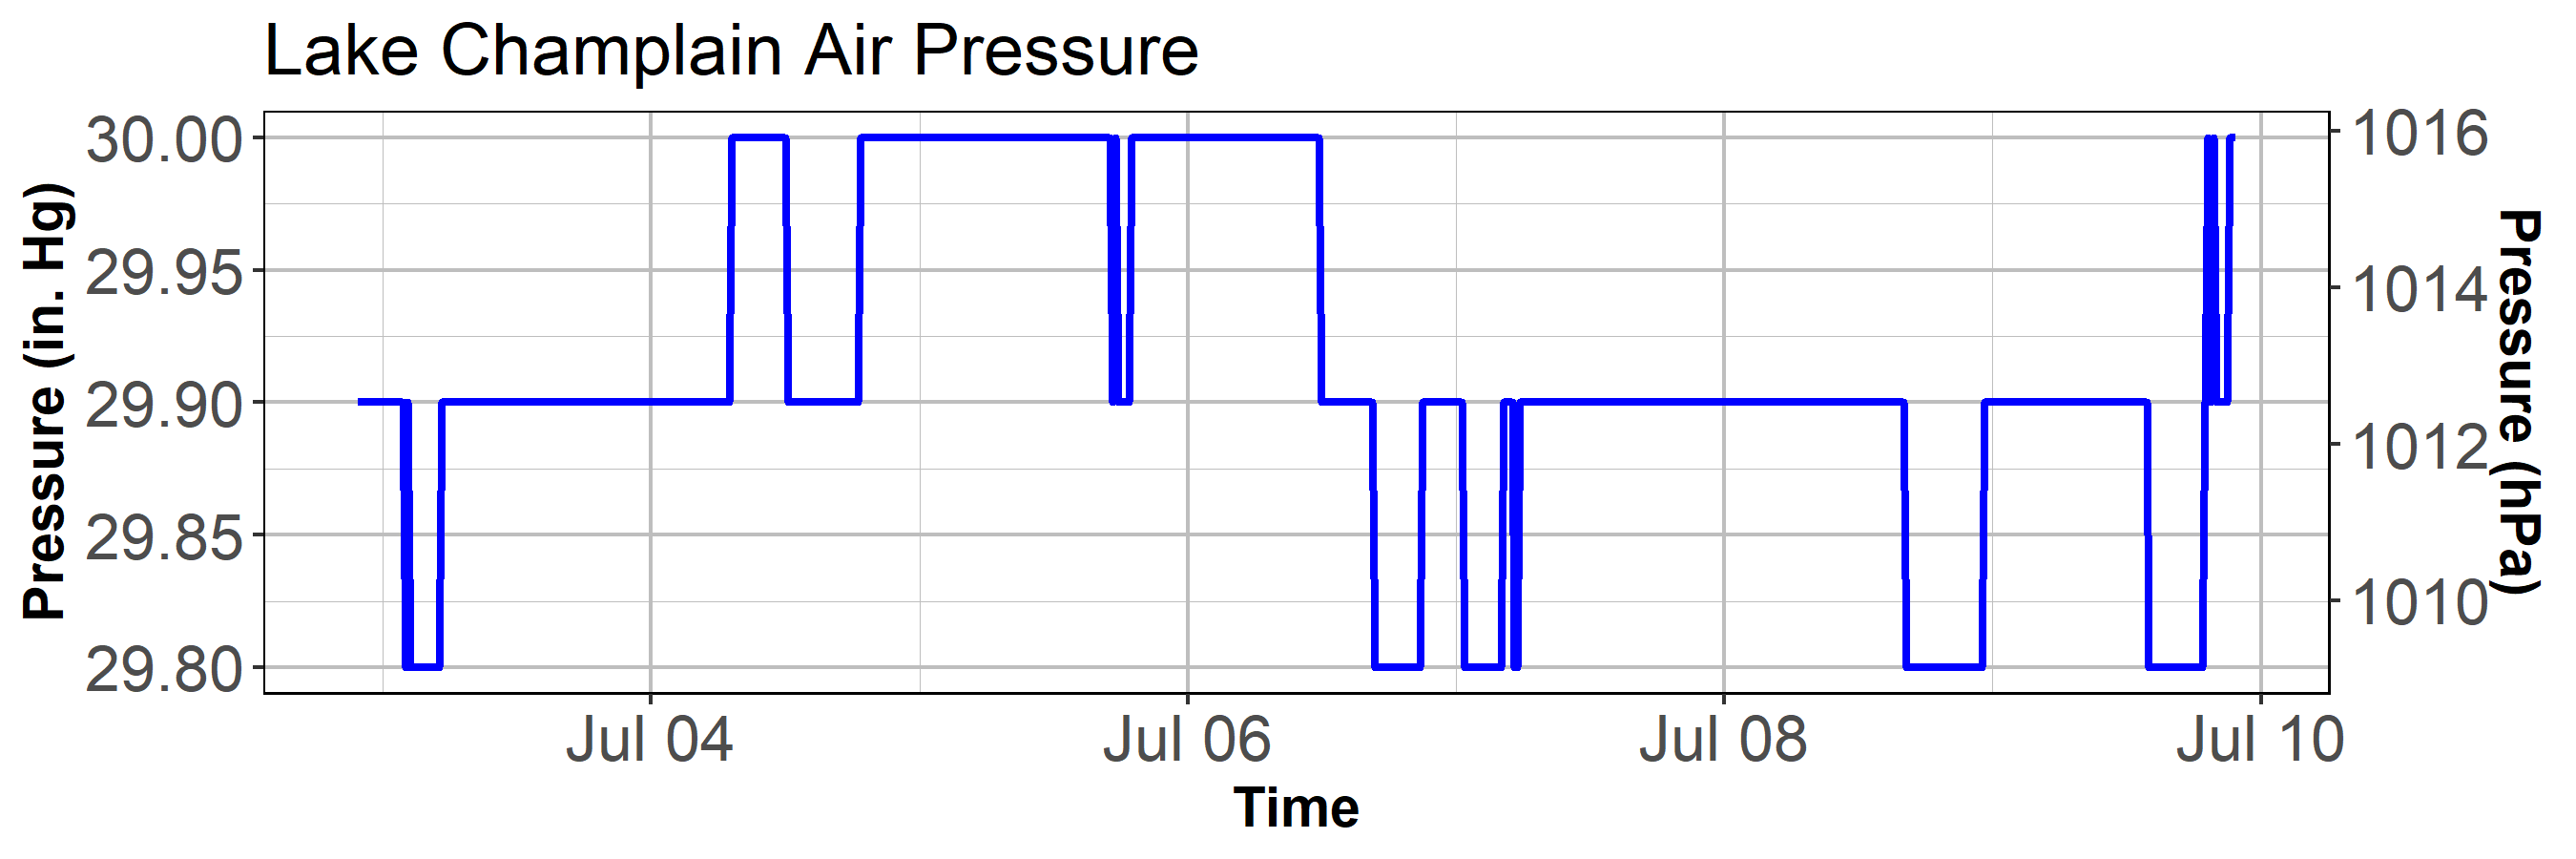 Lake Champlain Air Pressure
Pressure (in. Hg)
30.00
29.95
29.90
29.85
29.80
1016
1014
1012
1010
Pressure (hPa)
Jul 04
Jul 06
Jul 08
Jul 10
Time